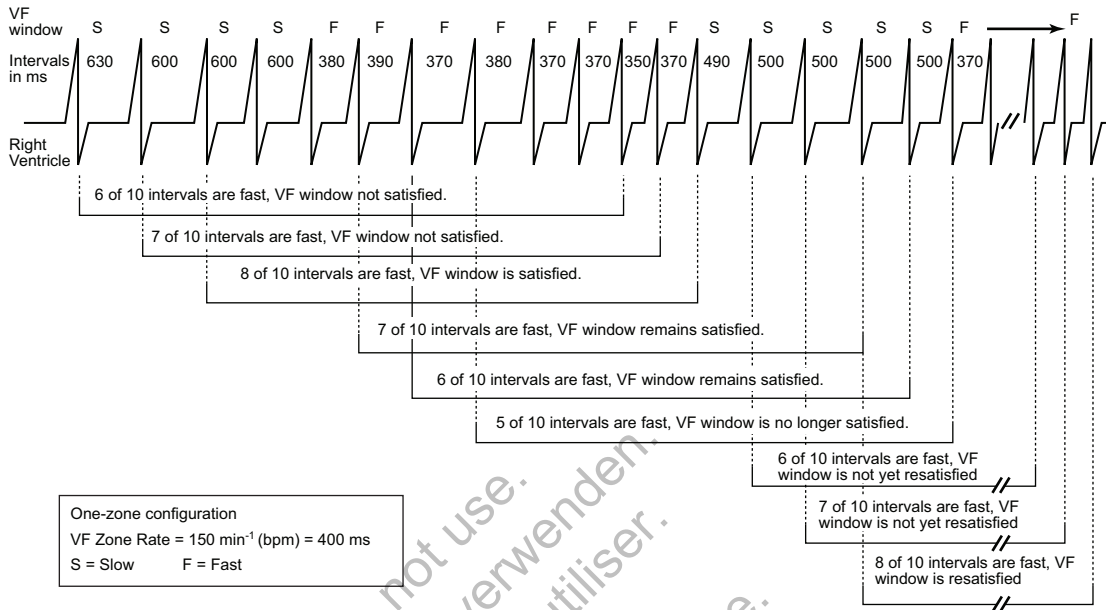 VF
window S S S S F F F F F F F F S S S S S F F
Intervals
in ms 630 600 600 600 380 390 370 380 370 370 350 370 490 500 500 500 500 370
Right
Ventricle
6 of 10 intervals are fast, VF window not satisfied.
7 of 10 intervals are fast, VF window not satisfied.
8 of 10 intervals are fast, VF window is satisfied.
7 of 10 intervals are fast, VF window remains satisfied.
6 of 10 intervals are fast, VF window remains satisfied.
5 of 10 intervals are fast, VF window is no longer satisfied.
6 of 10 intervals are fast, VF
window is not yet resatisfied
7 of 10 intervals are fast, VF
window is not yet resatisfied
8 of 10 intervals are fast, VF
window is resatisfied
One-zone configuration
VF Zone Rate = 150 min⁻¹ (bpm) = 400 ms
S = Slow F = Fast
not use.
verwenden.
utiliser.